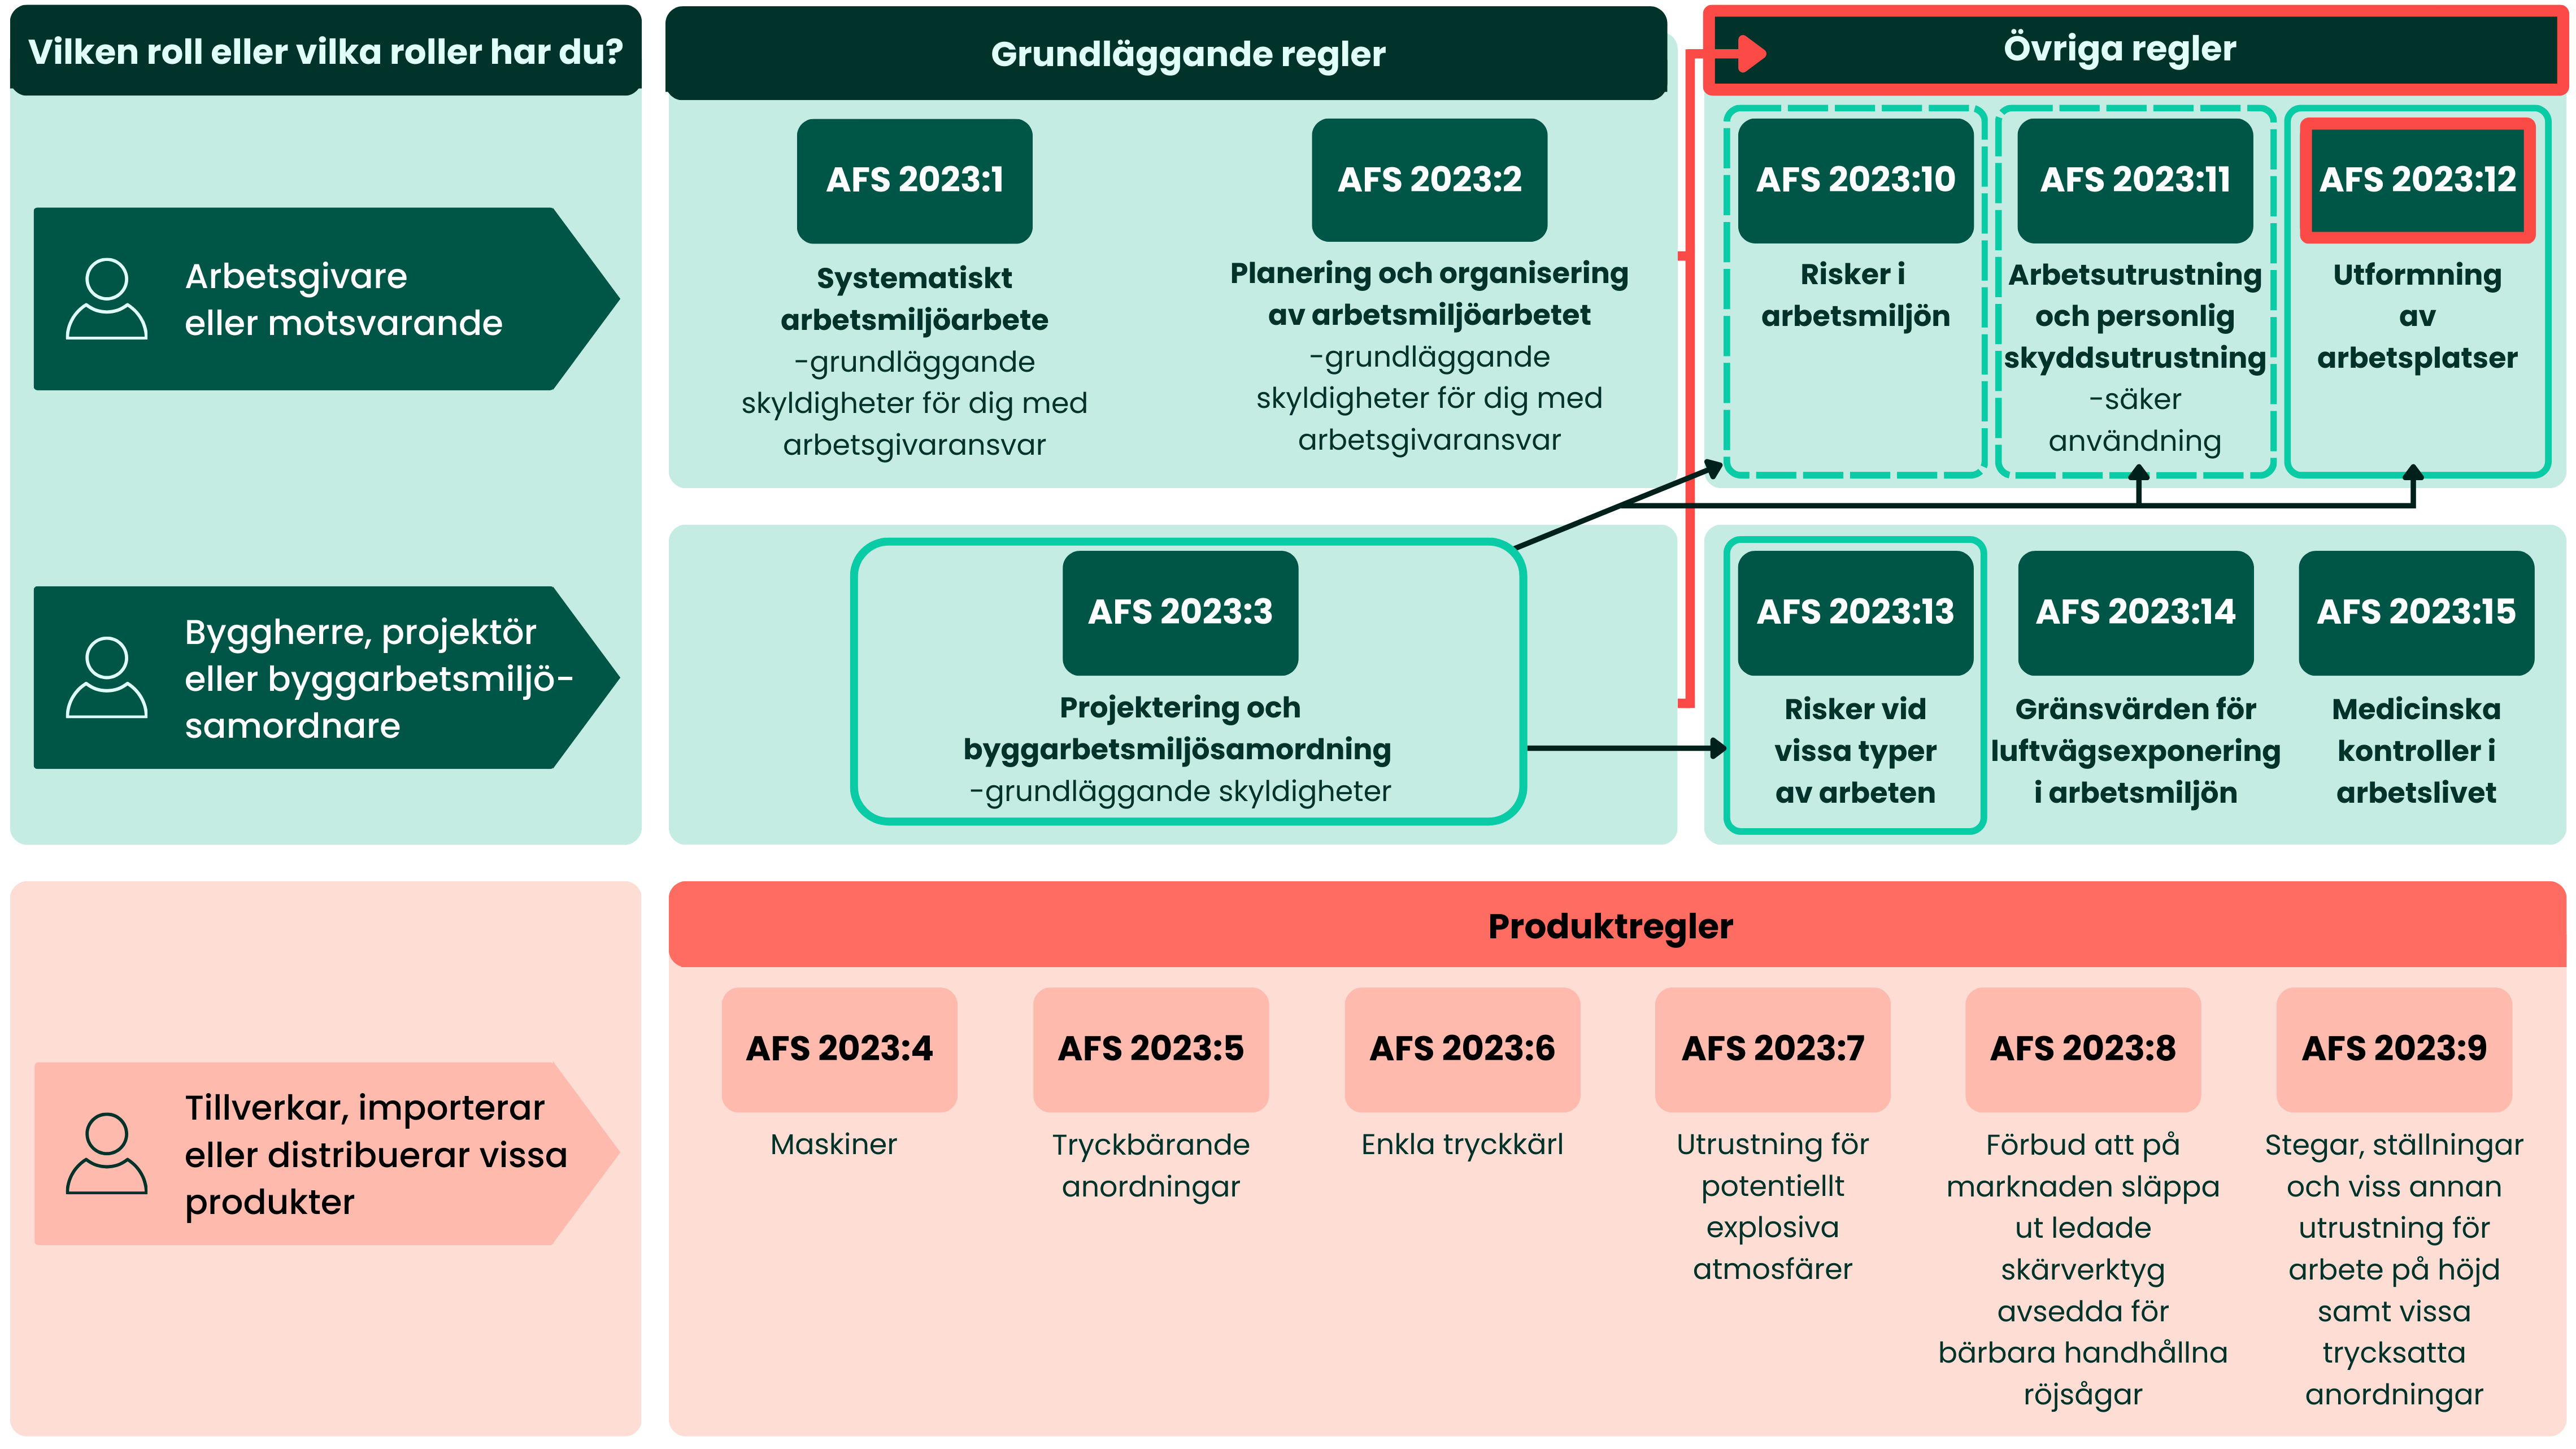 Vilken roll eller vilka roller har du?
Arbetsgivare
eller motsvarande
Byggherre, projektör
eller byggarbetsmiljö-
samordnare
Grundläggande regler
AFS 2023:1
Systematiskt
arbetsmiljöarbete
-grundläggande
skyldigheter för dig med
arbetsgivaransvar
AFS 2023:2
Planering och organisering
av arbetsmiljöarbetet
-grundläggande
skyldigheter för dig med
arbetsgivaransvar
AFS 2023:3
Projektering och
byggarbetsmiljösamordning
-grundläggande skyldigheter
Övriga regler
AFS 2023:10
Risker i
arbetsmiljön
AFS 2023:11
Arbetsutrustning
och personlig
skyddsutrustning
-säker
användning
AFS 2023:12
Utformning
av
arbetsplatser
AFS 2023:13
Risker vid
vissa typer
av arbeten
AFS 2023:14
Gränsvärden för
luftvägsexponering
i arbetsmiljön
AFS 2023:15
Medicinska
kontroller i
arbetslivet
Tillverkar, importerar
eller distribuerar vissa
produkter
Produktregler
AFS 2023:4
Maskiner
AFS 2023:5
Tryckbärande
anordningar
AFS 2023:6
Enkla tryckkärl
AFS 2023:7
Utrustning för
potentiellt
explosiva
atmosfärer
AFS 2023:8
Förbud att på
marknaden släppa
ut ledade
skärverktyg
avsedda för
bärbara handhållna
röjsågar
AFS 2023:9
Stegar, ställningar
och viss annan
utrustning för
arbete på höjd
samt vissa
trycksatta
anordningar